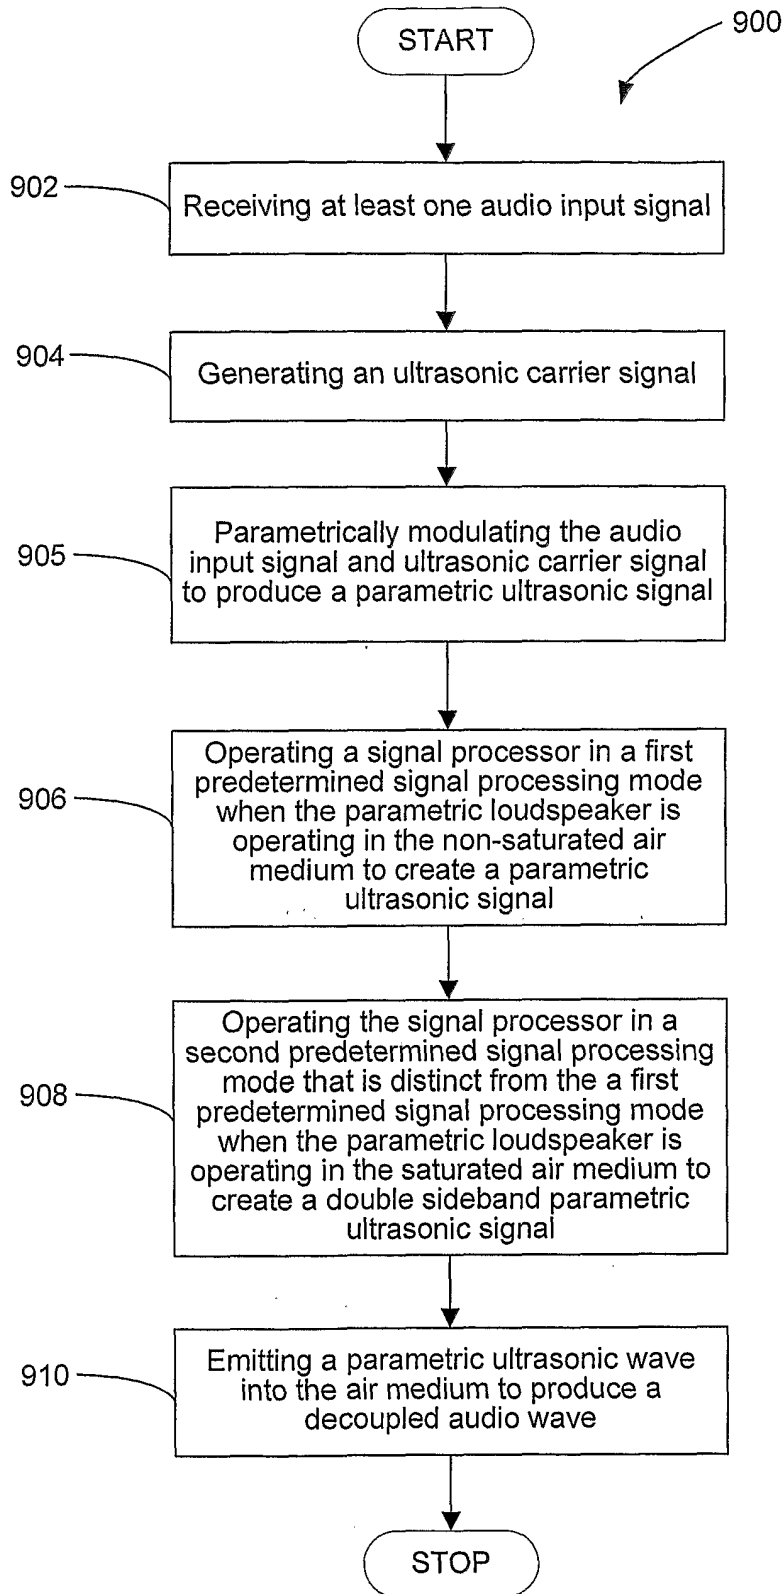 START
900
902
Receiving at least one audio input signal
904
Generating an ultrasonic carrier signal
905
Parametrically modulating the audio
input signal and ultrasonic carrier signal
to produce a parametric ultrasonic signal
906
Operating a signal processor in a first
predetermined signal processing mode
when the parametric loudspeaker is
operating in the non-saturated air
medium to create a parametric
ultrasonic signal
908
Operating the signal processor in a
second predetermined signal processing
mode that is distinct from the a first
predetermined signal processing mode
when the parametric loudspeaker is
operating in the saturated air medium to
create a double sideband parametric
ultrasonic signal
910
Emitting a parametric ultrasonic wave
into the air medium to produce a
decoupled audio wave
STOP